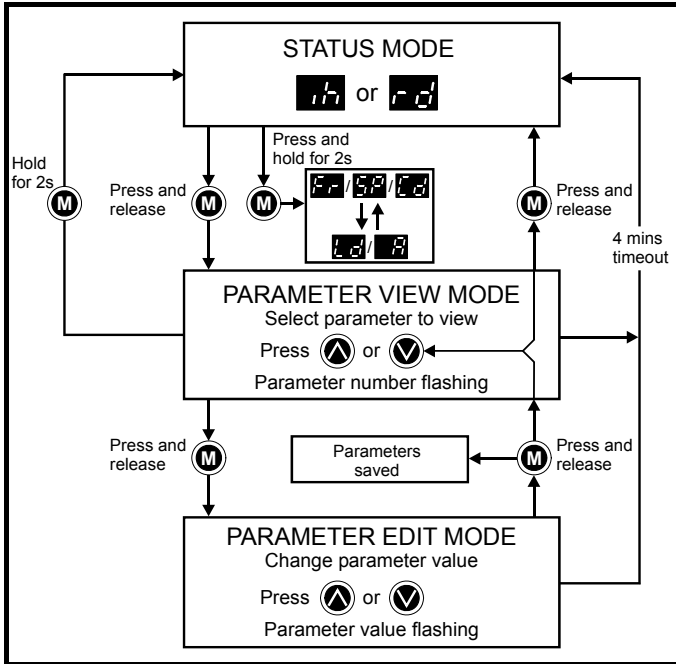 STATUS MODE
ih or rd
Press and
hold for 2s
Hold
for 2s
M
Press and
release
M
M
Fr / SP / Cd
Ld / A
M
Press and
release
4 mins
timeout
PARAMETER VIEW MODE
Select parameter to view
Press or
Parameter number flashing
Press and
release
M
Parameters
saved
M
Press and
release
PARAMETER EDIT MODE
Change parameter value
Press or
Parameter value flashing